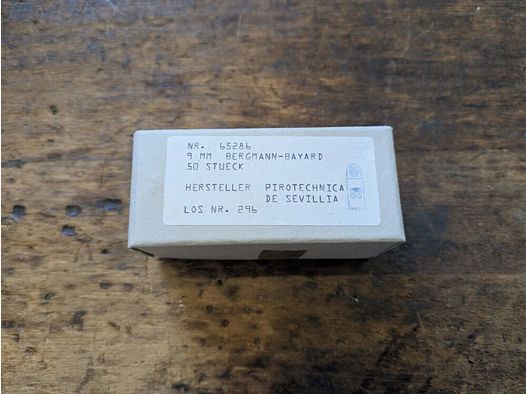 NR. 65286
9 MM BERGMANN-BAYARD
50 STUECK
HERSTELLER PIROTECHNICA
DE SEVILLIA
LOS NR. 296